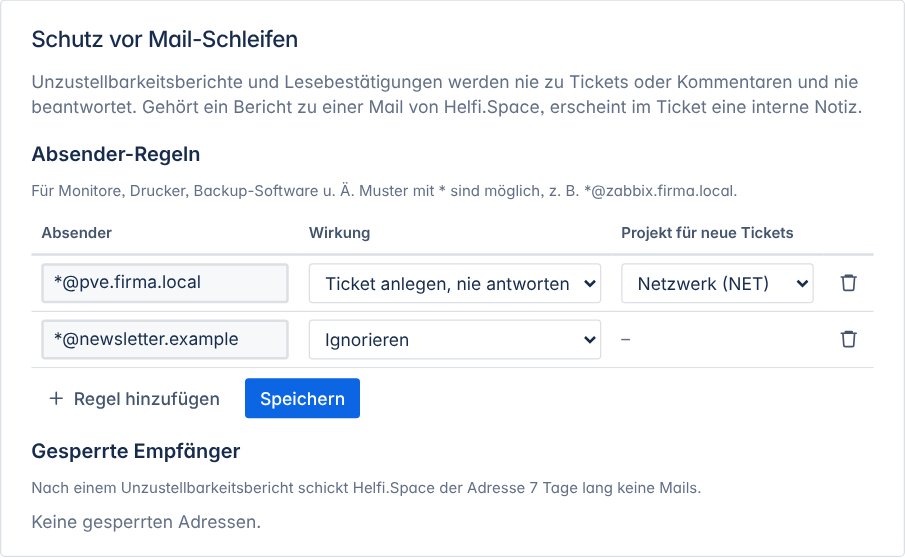 Schutz vor Mail-Schleifen
Unzustellbarkeitsberichte und Lesebestätigungen werden nie zu Tickets oder Kommentaren und nie
beantwortet. Gehört ein Bericht zu einer Mail von Helfi.Space, erscheint im Ticket eine interne Notiz.
Absender-Regeln
Für Monitore, Drucker, Backup-Software u. Ä. Muster mit * sind möglich, z. B. *@zabbix.firma.local.
Absender Wirkung Projekt für neue Tickets
*@pve.firma.local Ticket anlegen, nie antworten Netzwerk (NET)
*@newsletter.example Ignorieren –
+ Regel hinzufügen Speichern
Gesperrte Empfänger
Nach einem Unzustellbarkeitsbericht schickt Helfi.Space der Adresse 7 Tage lang keine Mails.
Keine gesperrten Adressen.